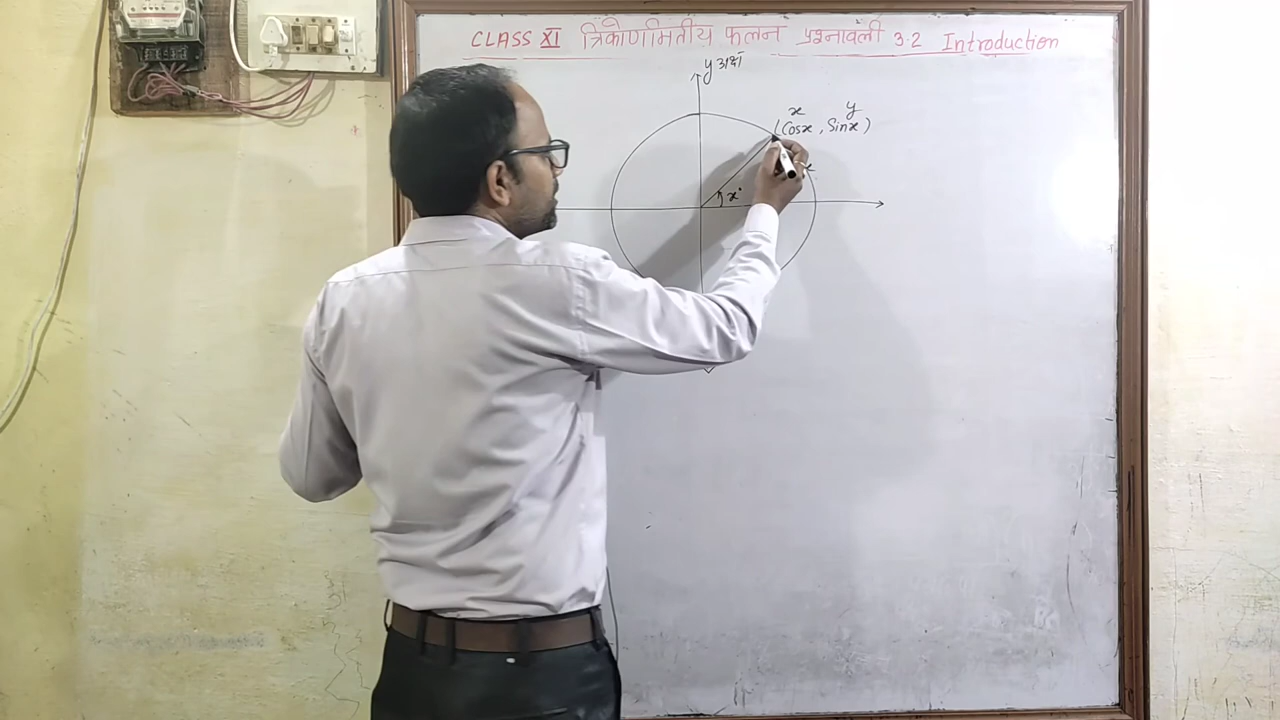 CLASS XI त्रिकोणमितीय फलन प्रश्नावली 3.2 Introduction
y अक्ष
x y
(Cosx, Sinx)
x
x°